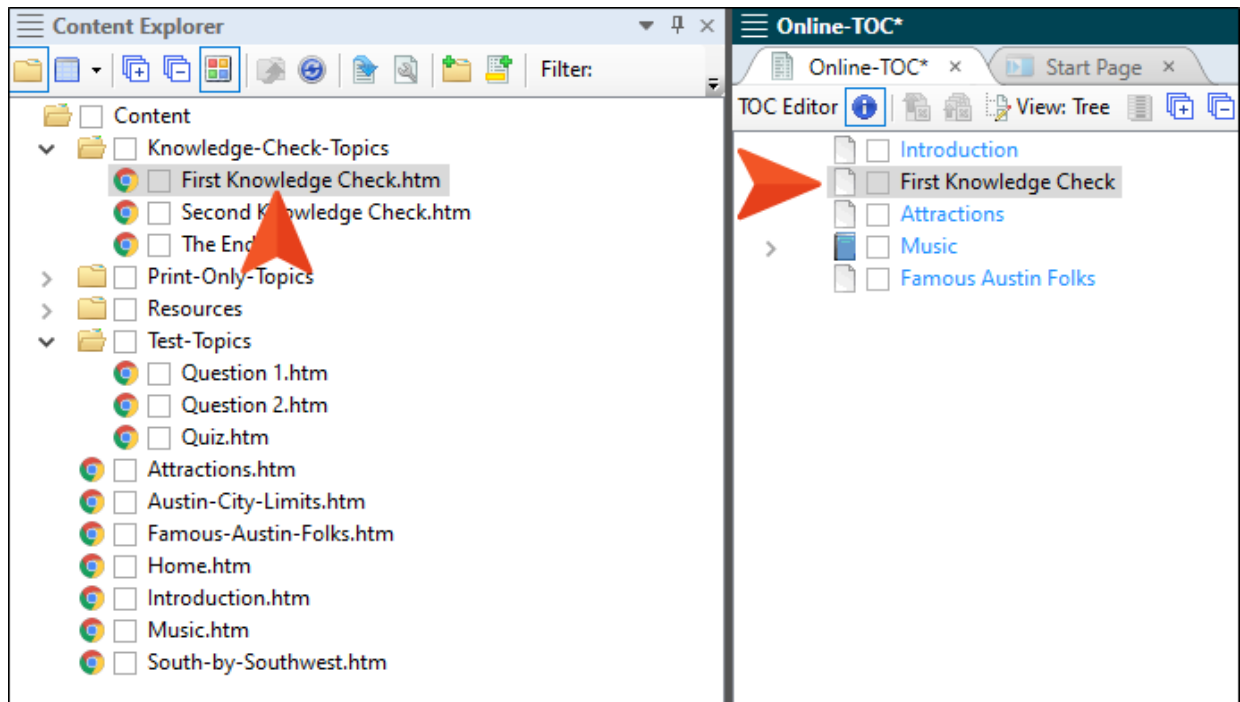 Content Explorer
Filter:
Content
Knowledge-Check-Topics
First Knowledge Check.htm
Second Knowledge Check.htm
The End
Print-Only-Topics
Resources
Test-Topics
Question 1.htm
Question 2.htm
Quiz.htm
Attractions.htm
Austin-City-Limits.htm
Famous-Austin-Folks.htm
Home.htm
Introduction.htm
Music.htm
South-by-Southwest.htm
Online-TOC*
Online-TOC* Start Page
TOC Editor View: Tree
Introduction
First Knowledge Check
Attractions
Music
Famous Austin Folks